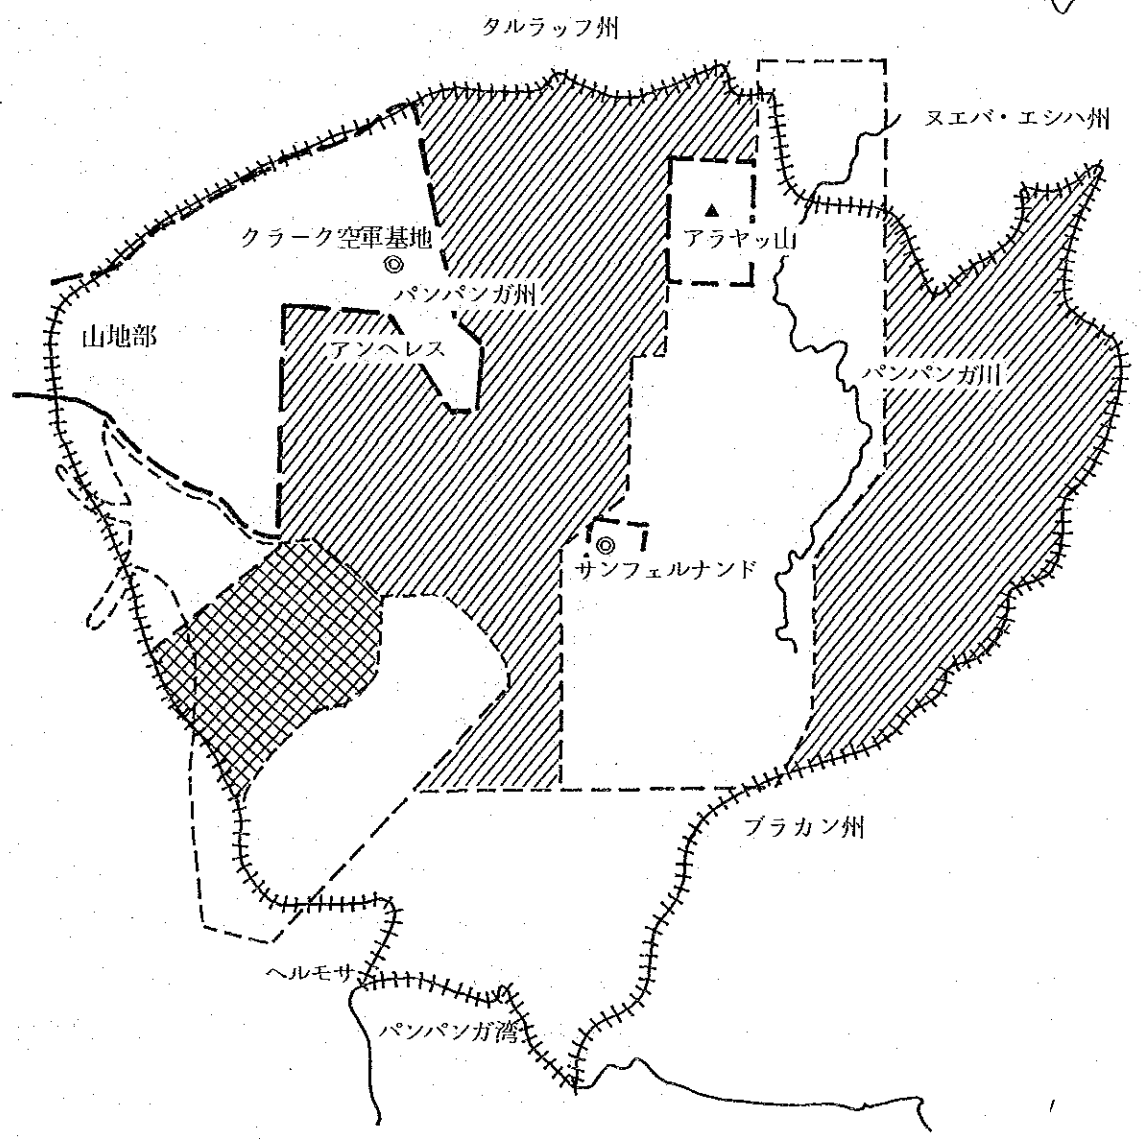 タルラッフ州
ヌエバ・エシハ州
クラーク空軍基地
アラヤッ山
パンパンガ州
山地部
アンヘレス
パンパンガ川
サンフェルナンド
ブラカン州
ヘルモサ
パンパンガ湾